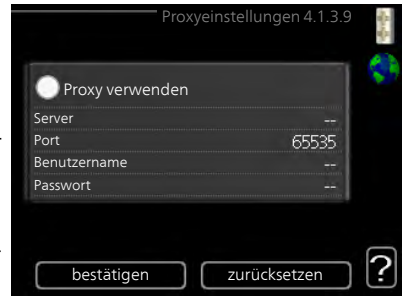 Proxyeinstellungen 4.1.3.9
Proxy verwenden
Server --
Port 65535
Benutzername --
Passwort --
bestätigen zurücksetzen ?